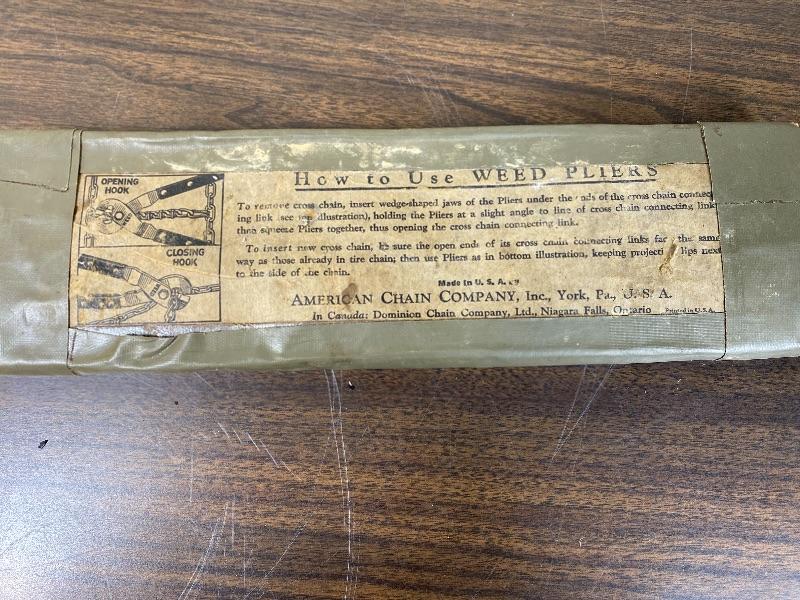 OPENING
HOOK
CLOSING
HOOK
How to Use WEED PLIERS
To remove cross chain, insert wedge-shaped jaws of the Pliers under the ends of the cross chain connect
ing link (see top illustration), holding the Pliers at a slight angle to line of cross chain connecting link
then squeeze Pliers together, thus opening the cross chain connecting link.
To insert new cross chain, be sure the open ends of its cross chain connecting links face the same
way as those already in tire chain; then use Pliers as in bottom illustration, keeping projecti lips next
to the side of the chain.
Made in U. S. A. by
AMERICAN CHAIN COMPANY, Inc., York, Pa., U. S. A.
In Canada: Dominion Chain Company, Ltd., Niagara Falls, Ontario
Printed in U.S.A.